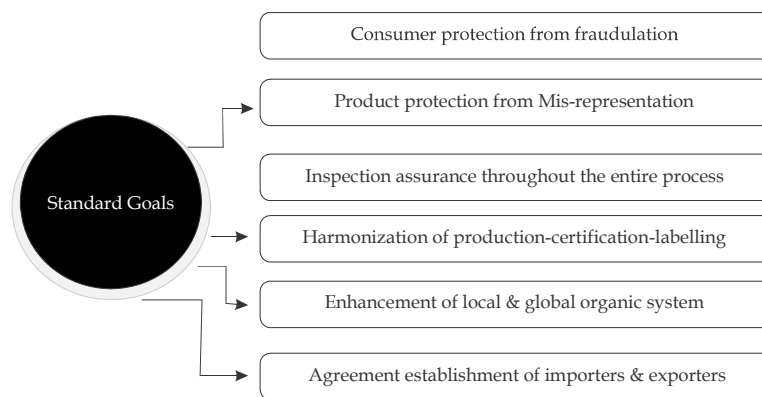 Consumer protection from fraudulation
Product protection from Mis-representation
Inspection assurance throughout the entire process
Standard Goals
Harmonization of production-certification-labelling
Enhancement of local & global organic system
Agreement establishment of importers & exporters